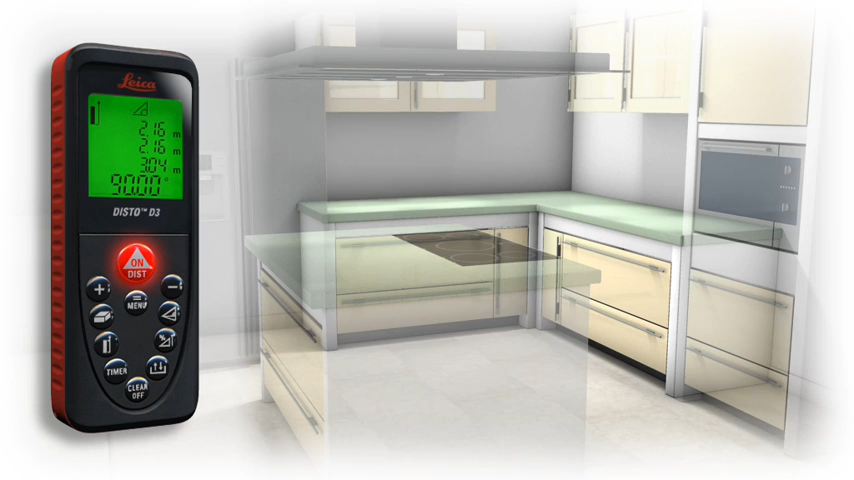 Leica
2.16 m
2.16 m
3.04 m
90.00°
DISTO™ D3
ON
DIST
+
−
=
MENU
%
TIMER
CLEAR
OFF